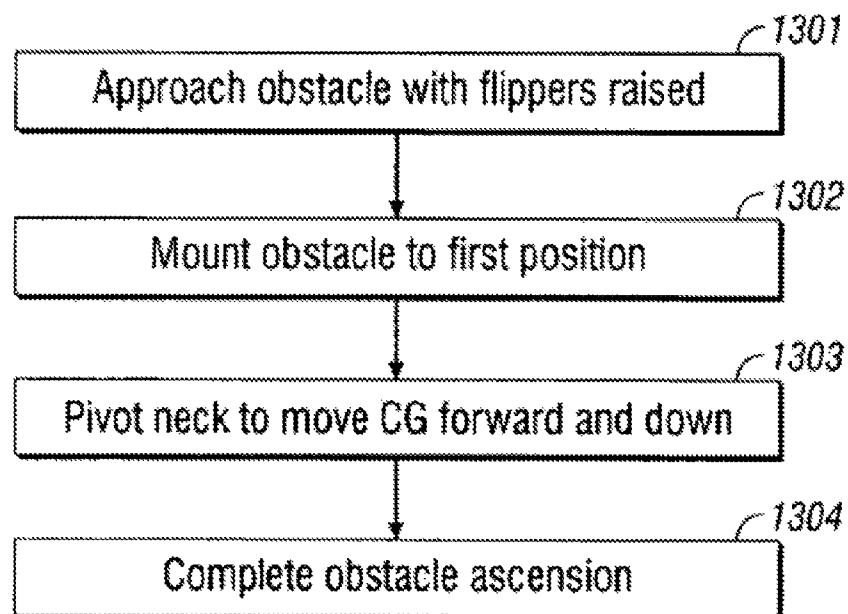 1301
Approach obstacle with flippers raised
1302
Mount obstacle to first position
1303
Pivot neck to move CG forward and down
1304
Complete obstacle ascension